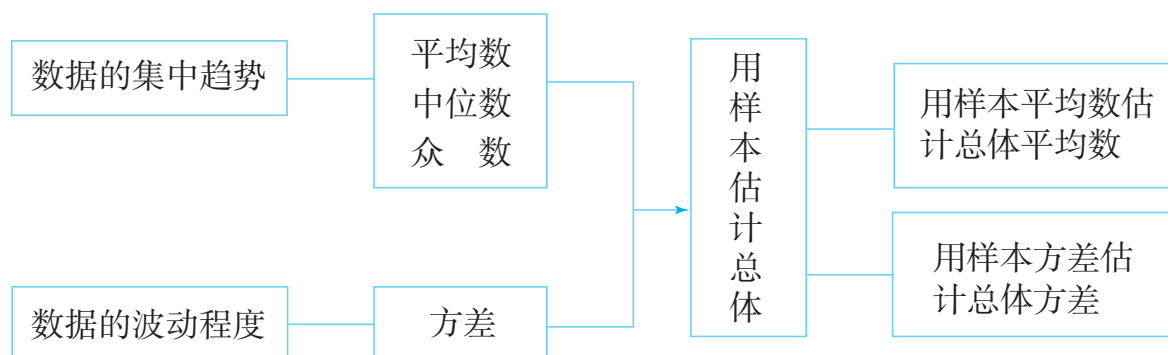 数据的集中趋势
平均数
中位数
众 数
数据的波动程度
方差
用样本估计总体
用样本平均数估
计总体平均数
用样本方差估
计总体方差